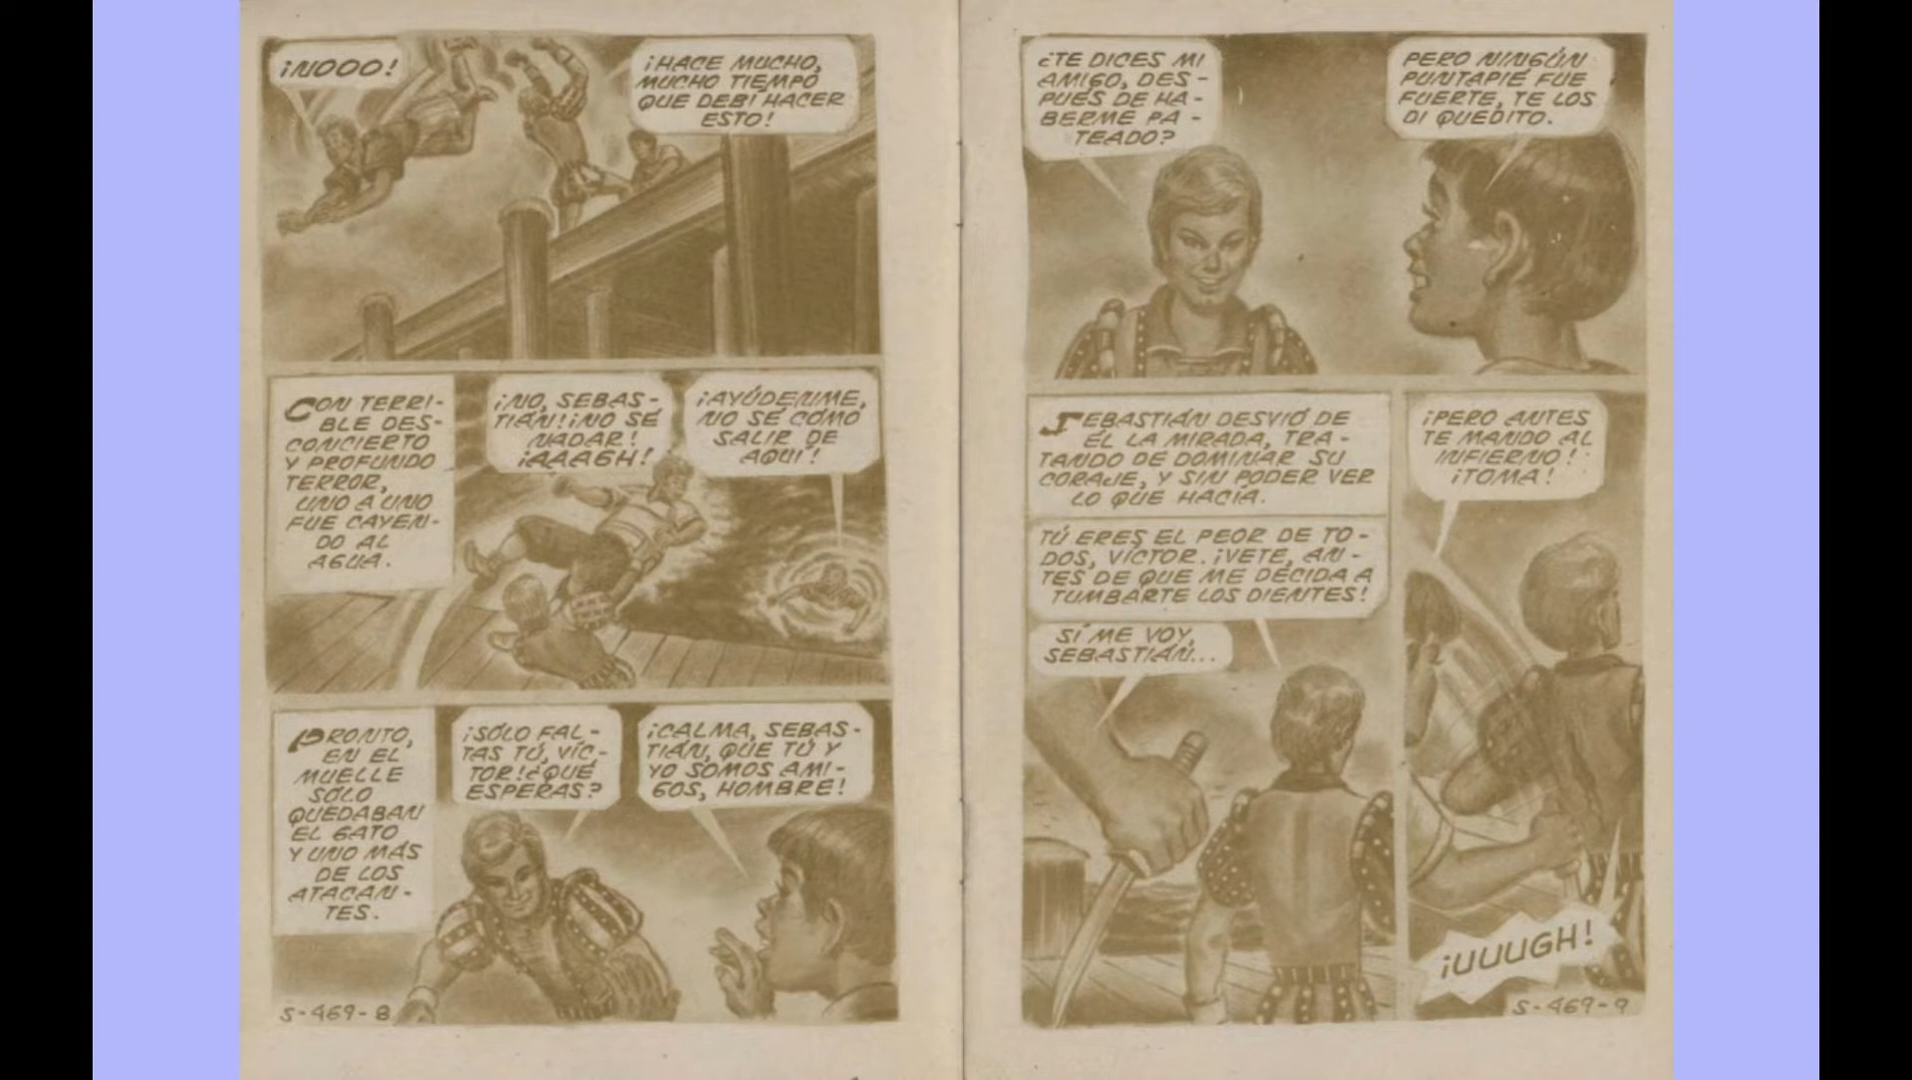 ¡NOOO!
¡HACE MUCHO,
MUCHO TIEMPO
QUE DEBÍ HACER
ESTO!
CON TERRI-
BLE DES-
CONCIERTO
Y PROFUNDO
TERROR,
UNO A UNO
FUE CAYEN-
DO AL
AGUA.
¡NO, SEBAS-
TIÁN! ¡NO SÉ
NADAR!
¡AAAGH!
¡AYÚDENME,
NO SÉ CÓMO
SALIR DE
AQUÍ!
PRONTO,
EN EL
MUELLE
SÓLO
QUEDABAN
EL GATO
Y UNO MÁS
DE LOS
ATACAN-
TES.
¡SÓLO FAL-
TAS TÚ, VÍC-
TOR! ¿QUÉ
ESPERAS?
¡CALMA, SEBAS-
TIÁN, QUE TÚ Y
YO SOMOS AMI-
GOS, HOMBRE!
S-469-8
¿TE DICES MI
AMIGO, DES-
PUÉS DE HA-
BERME PA-
TEADO?
PERO NINGÚN
PUNTAPIÉ FUE
FUERTE, TE LOS
DI QUEDITO.
SEBASTIÁN DESVIÓ DE
ÉL LA MIRADA, TRA-
TANDO DE DOMINAR SU
CORAJE, Y SIN PODER VER
LO QUE HACÍA.
TÚ ERES EL PEOR DE TO-
DOS, VÍCTOR. ¡VETE, AN-
TES DE QUE ME DECIDA A
TUMBARTE LOS DIENTES!
SÍ ME VOY,
SEBASTIÁN...
¡PERO ANTES
TE MANDO AL
INFIERNO!
¡TOMA!
¡UUUGH!
S-469-9